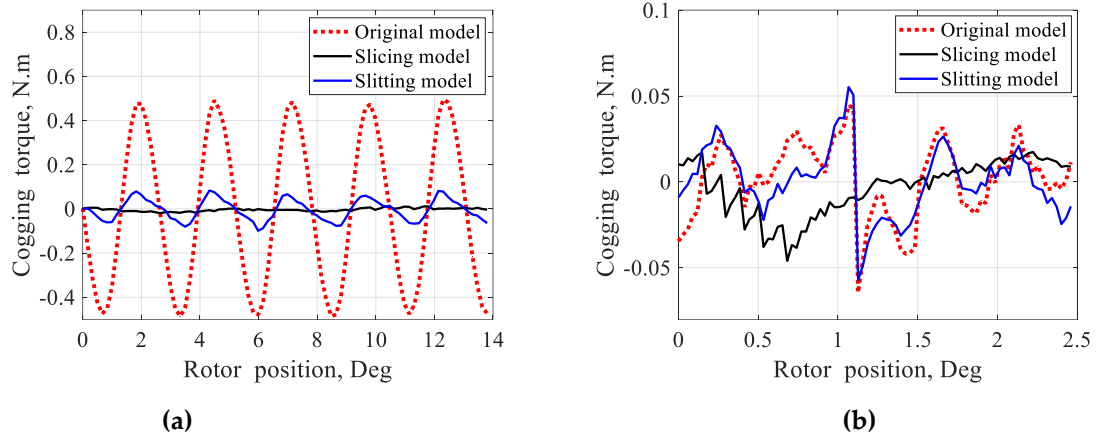 0.8
0.6
0.4
0.2
0
-0.2
-0.4
0 2 4 6 8 10 12 14
Cogging torque, N.m
Rotor position, Deg
Original model
Slicing model
Slitting model
(a)
0.1
0.05
0
-0.05
0 0.5 1 1.5 2 2.5
Cogging torque, N.m
Rotor position, Deg
Original model
Slicing model
Slitting model
(b)